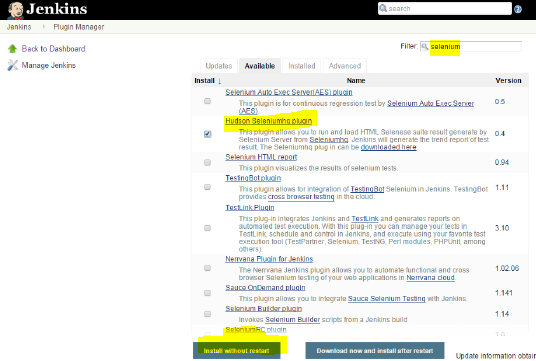 Jenkins
search
Jenkins
Plugin Manager
Back to Dashboard
Manage Jenkins
Filter: selenium
Updates Available Installed Advanced
Install ↓ Name Version
Selenium Auto Exec Server(AES) plugin
This plugin is for continuous regression test by Selenium Auto Exec Server
(AES).
0.5
Hudson Seleniumhq plugin
This plugin allows you to run and load HTML Selenese suite result generate by
Selenium Server from Seleniumhq. Jenkins will generate the trend report of test
result. The Seleniumhq plug in can be downloaded here.
0.4
Selenium HTML report
This plugin visualizes the results of selenium tests.
0.94
TestingBot plugin
This plugin allows for integration of TestingBot Selenium in Jenkins. TestingBot
provides cross browser testing in the cloud.
1.11
TestLink Plugin
This plug-in integrates Jenkins and TestLink and generates reports on
automated test execution. With this plug-in you can manage your tests in
TestLink, schedule and control in Jenkins, and execute using your favorite test
execution tool (TestPartner, Selenium, TestNG, Perl modules, PHPUnit, among
others).
3.10
Nerrvana Plugin for Jenkins
The Nerrvana Jenkins plugin allows you to automate functional and cross
browser Selenium testing of your web applications in Nerrvana cloud.
1.02.06
Sauce OnDemand plugin
This plugin allows you to integrate Sauce Selenium Testing with Jenkins.
1.141
Selenium Builder plugin
Invokes Selenium Builder scripts from a Jenkins build
1.14
SeleniumRC plugin
1.0
Install without restart
Download now and install after restart
Update information obtain